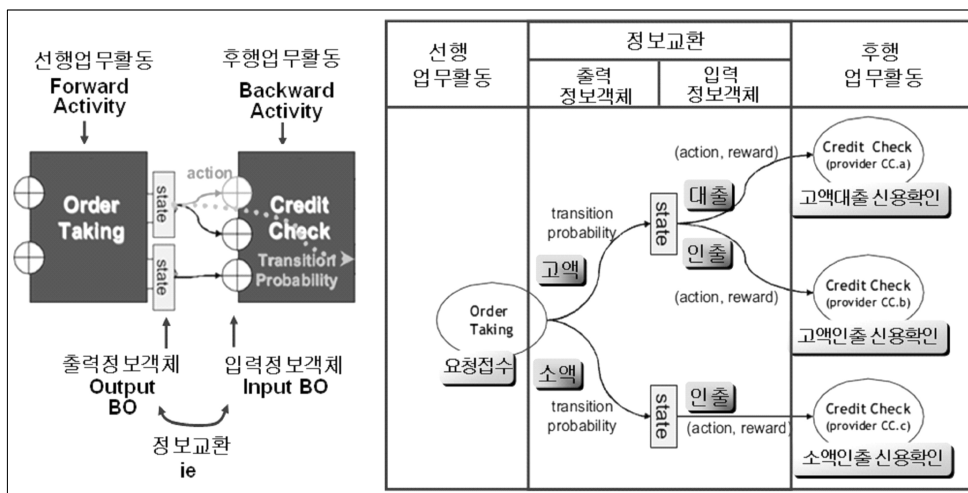 선행업무활동
Forward
Activity
후행업무활동
Backward
Activity
action
Order
Taking
state
state
Credit
Check
Transition
Probability
출력정보객체
Output
BO
입력정보객체
Input BO
정보교환
ie
선행
업무활동
정보교환
후행
업무활동
출력
정보객체
입력
정보객체
(action, reward)
Credit Check
(provider CC.a)
고액대출 신용확인
대출
state
transition
probability
고액
인출
(action, reward)
Credit Check
(provider CC.b)
고액인출 신용확인
Order
Taking
요청접수
소액
transition
probability
state
인출
(action, reward)
Credit Check
(provider CC.c)
소액인출 신용확인